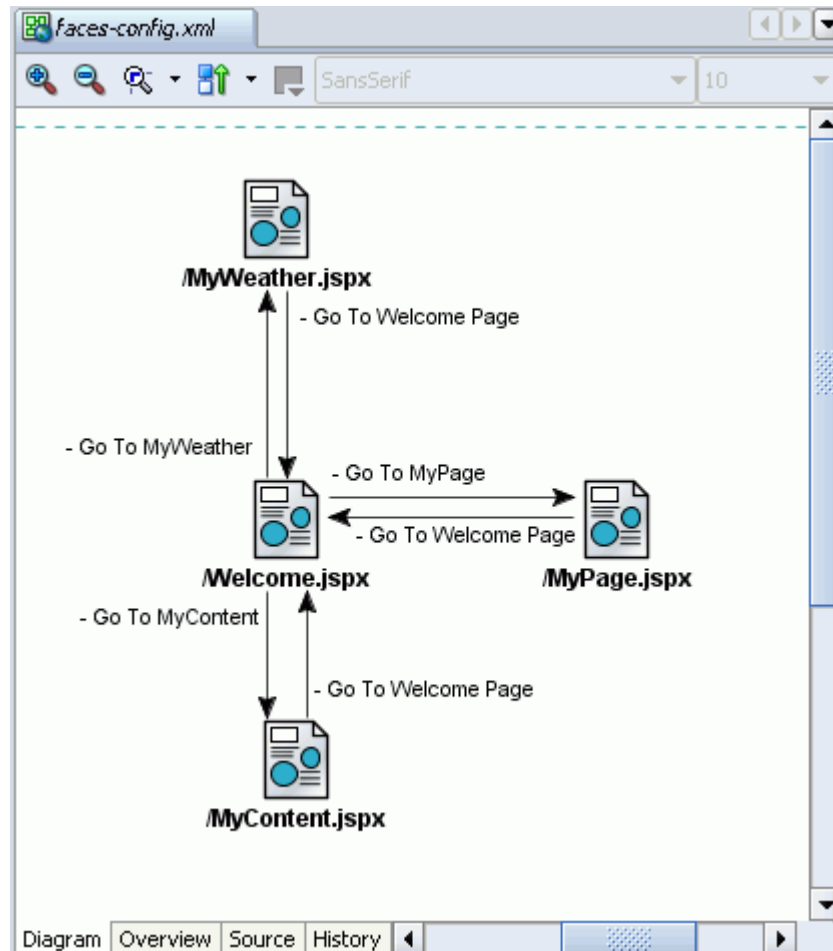 faces-config.xml
SansSerif 10
/MyWeather.jspx
- Go To Welcome Page
- Go To MyWeather
- Go To MyPage
- Go To Welcome Page
/Welcome.jspx
/MyPage.jspx
- Go To MyContent
- Go To Welcome Page
/MyContent.jspx
Diagram Overview Source History